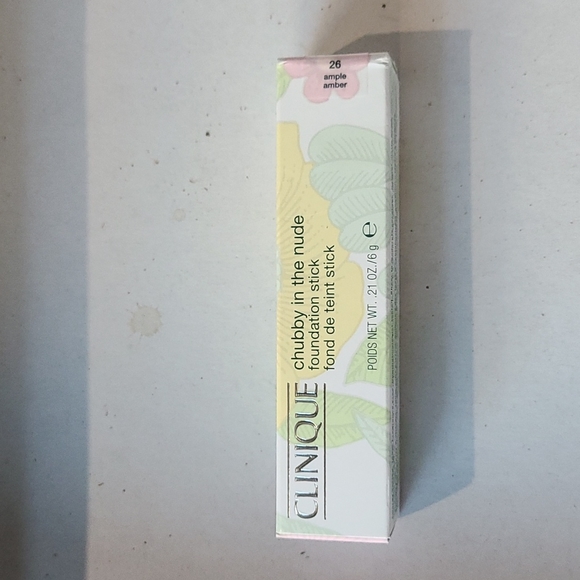 26
ample
amber
CLINIQUE
chubby in the nude
foundation stick
fond de teint stick
POIDS NET WT. .21 OZ./6 g e